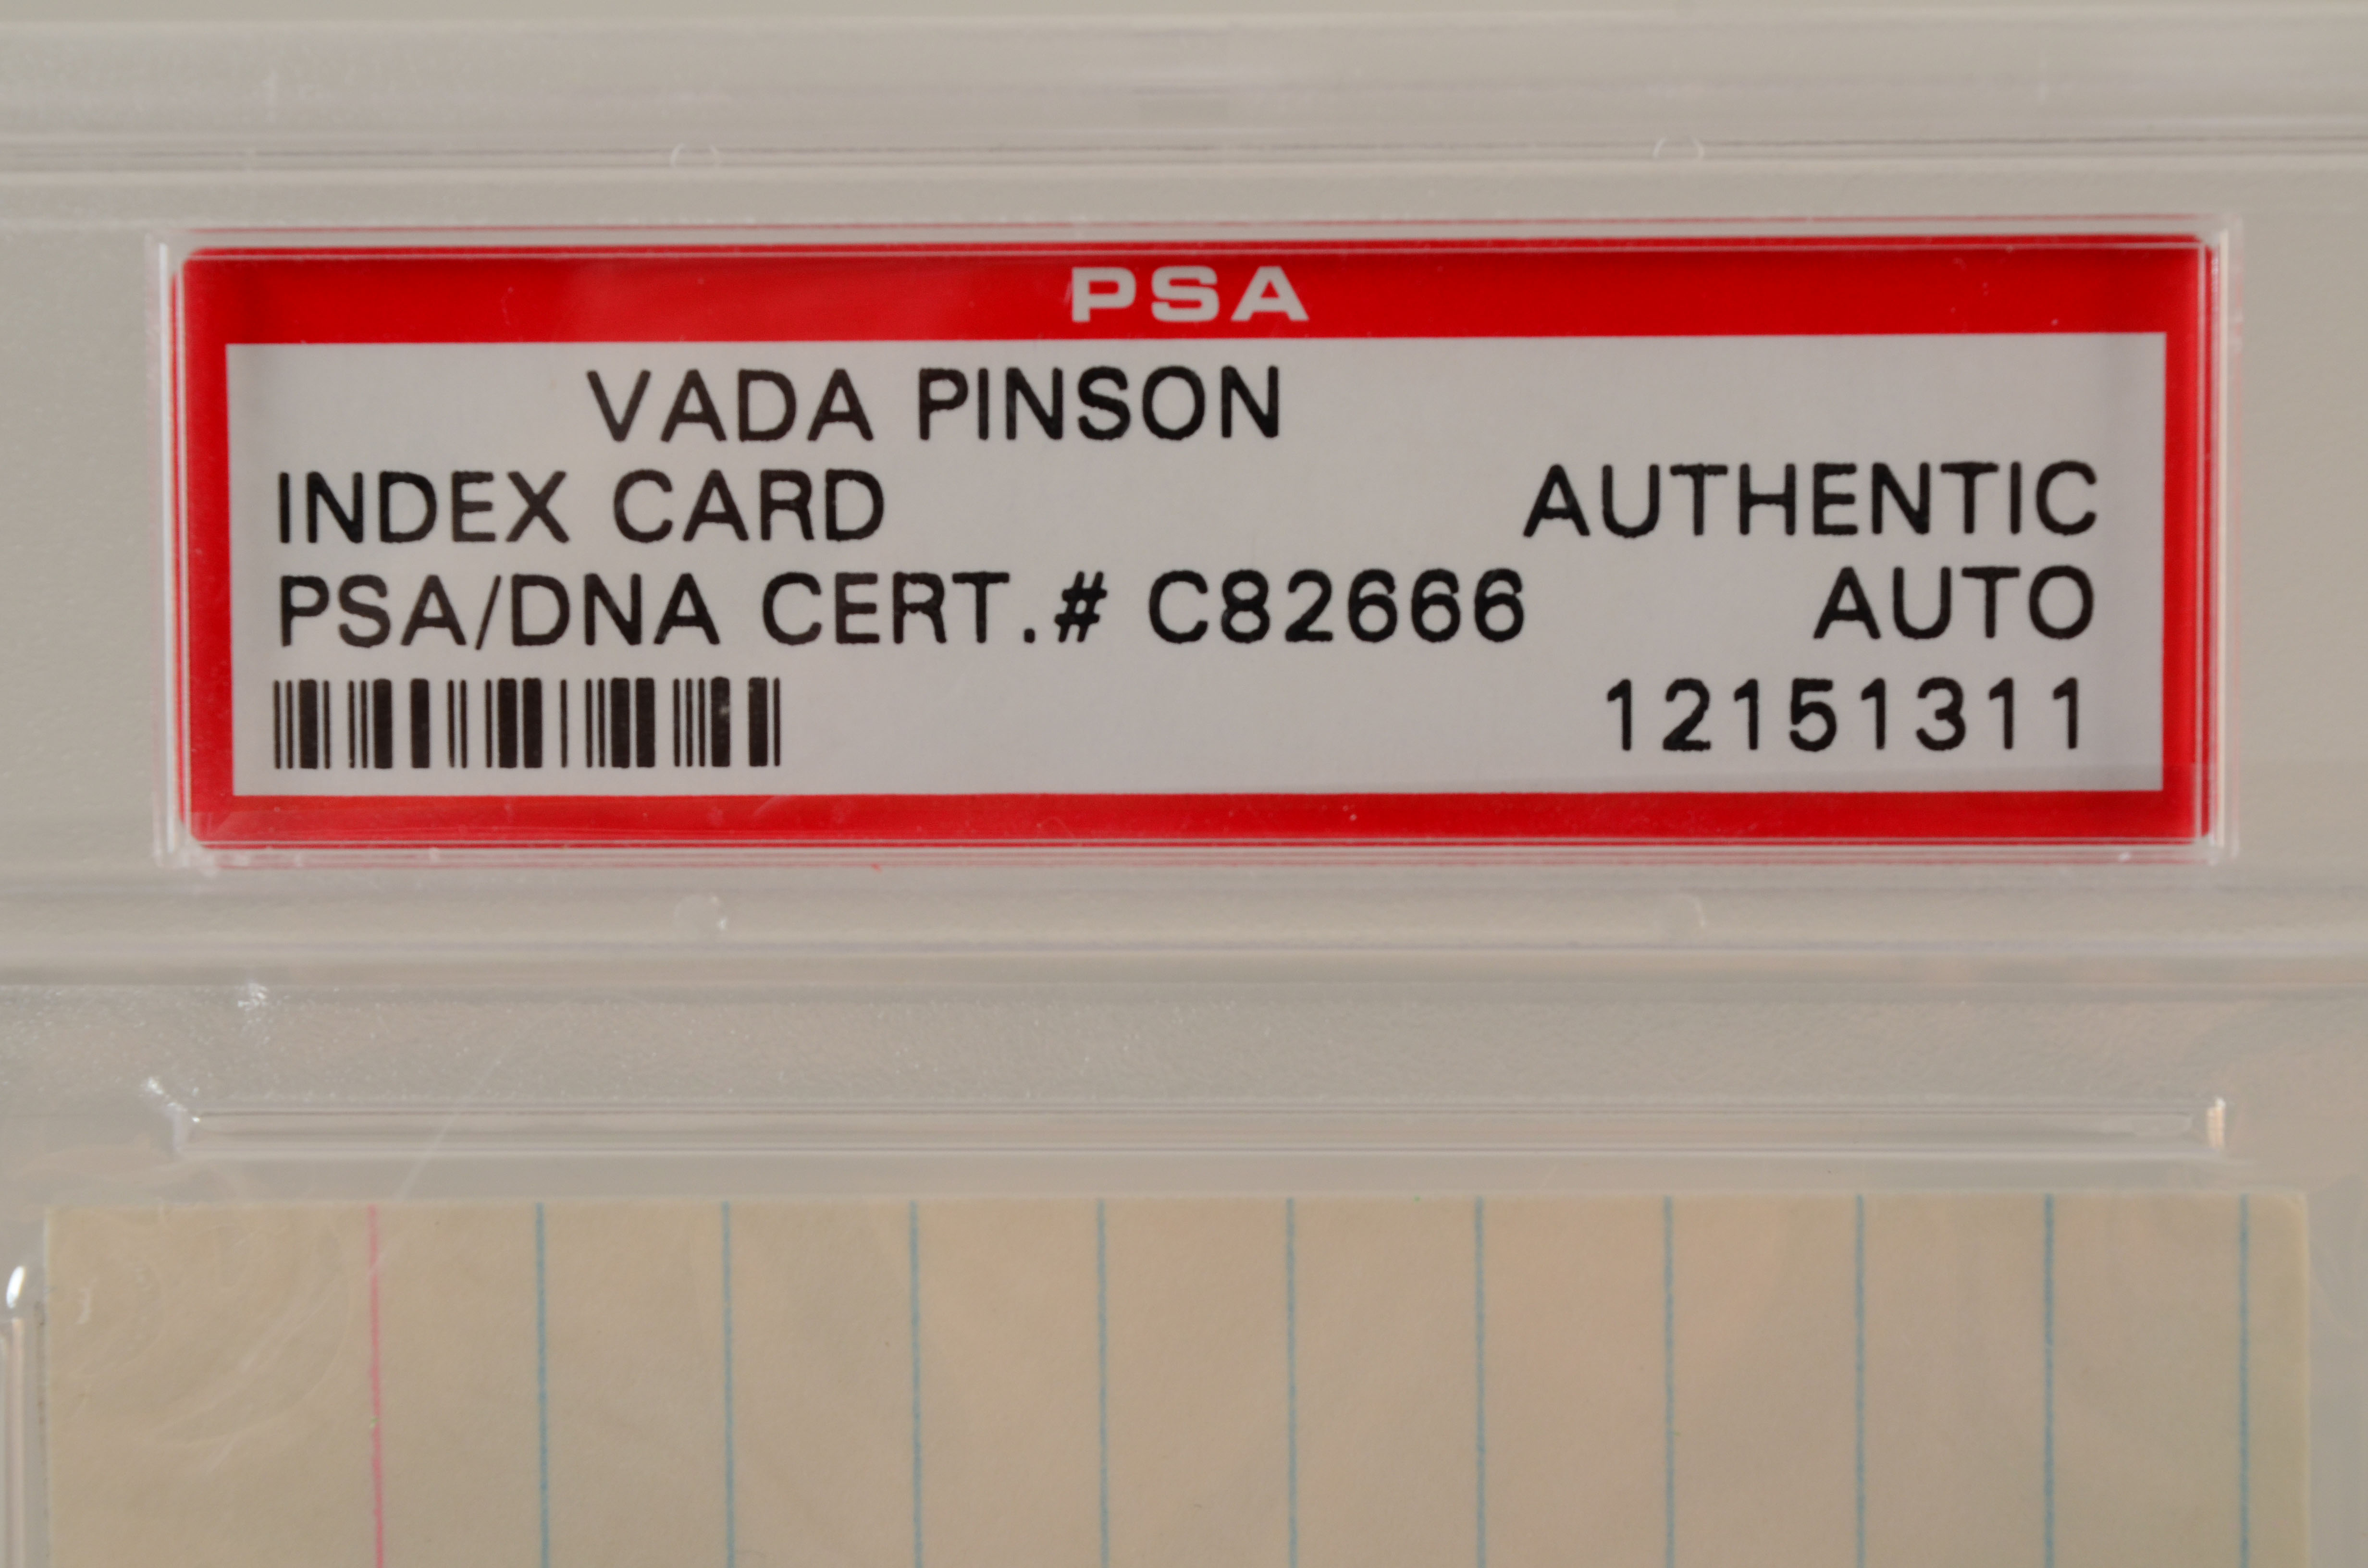 PSA
VADA PINSON
INDEX CARD AUTHENTIC
PSA/DNA CERT.# C82666 AUTO
12151311